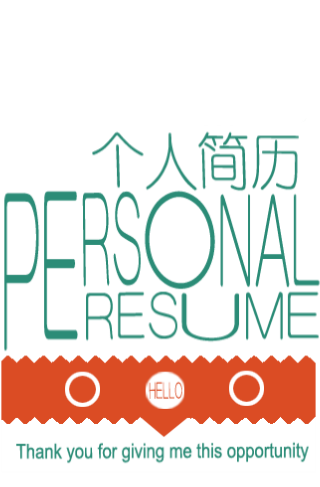 个人简历
PERSONAL
RESUME
HELLO
Thank you for giving me this opportunity